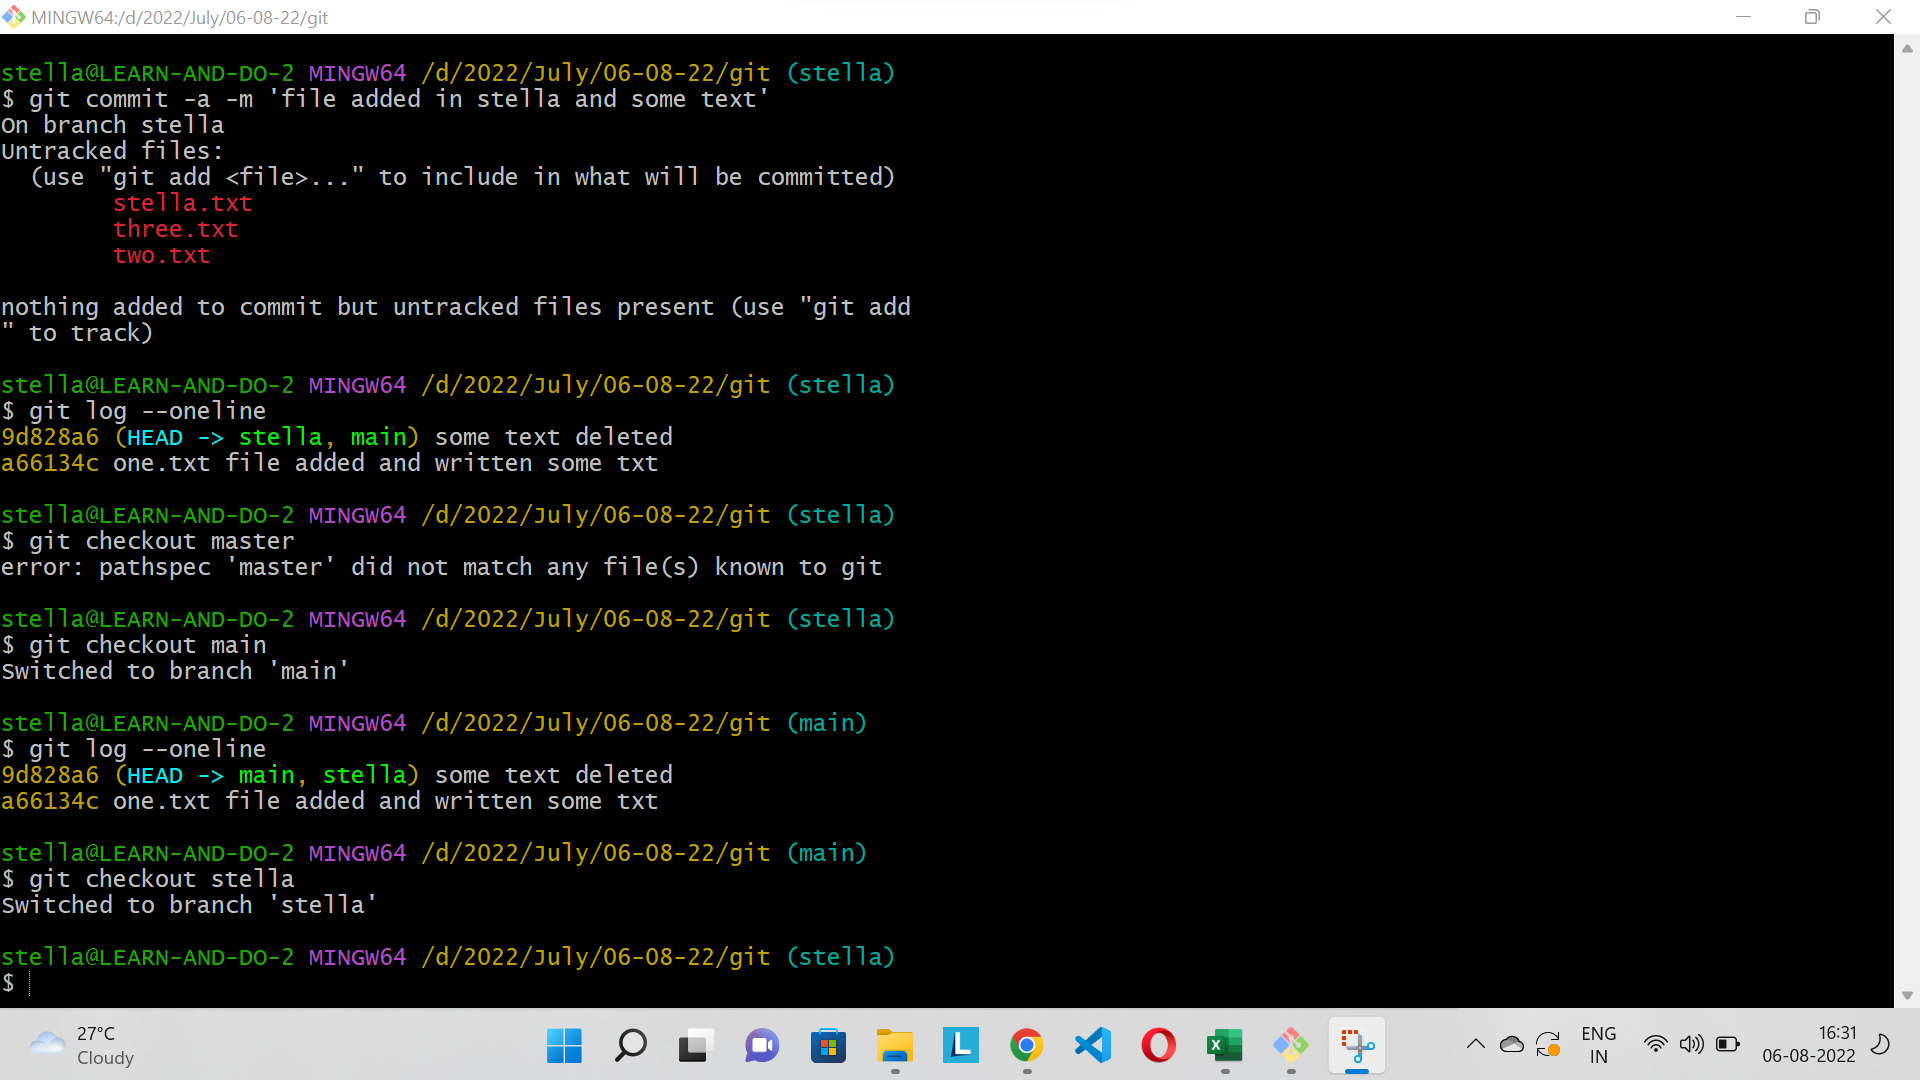 MINGW64:/d/2022/July/06-08-22/git
stella@LEARN-AND-DO-2 MINGW64 /d/2022/July/06-08-22/git (stella)
$ git commit -a -m 'file added in stella and some text'
On branch stella
Untracked files:
  (use "git add <file>..." to include in what will be committed)
        stella.txt
        three.txt
        two.txt
nothing added to commit but untracked files present (use "git add
" to track)
stella@LEARN-AND-DO-2 MINGW64 /d/2022/July/06-08-22/git (stella)
$ git log --oneline
9d828a6 (HEAD -> stella, main) some text deleted
a66134c one.txt file added and written some txt
stella@LEARN-AND-DO-2 MINGW64 /d/2022/July/06-08-22/git (stella)
$ git checkout master
error: pathspec 'master' did not match any file(s) known to git
stella@LEARN-AND-DO-2 MINGW64 /d/2022/July/06-08-22/git (stella)
$ git checkout main
Switched to branch 'main'
stella@LEARN-AND-DO-2 MINGW64 /d/2022/July/06-08-22/git (main)
$ git log --oneline
9d828a6 (HEAD -> main, stella) some text deleted
a66134c one.txt file added and written some txt
stella@LEARN-AND-DO-2 MINGW64 /d/2022/July/06-08-22/git (main)
$ git checkout stella
Switched to branch 'stella'
stella@LEARN-AND-DO-2 MINGW64 /d/2022/July/06-08-22/git (stella)
$
27°C
Cloudy
L
X
ENG
IN
16:31
06-08-2022